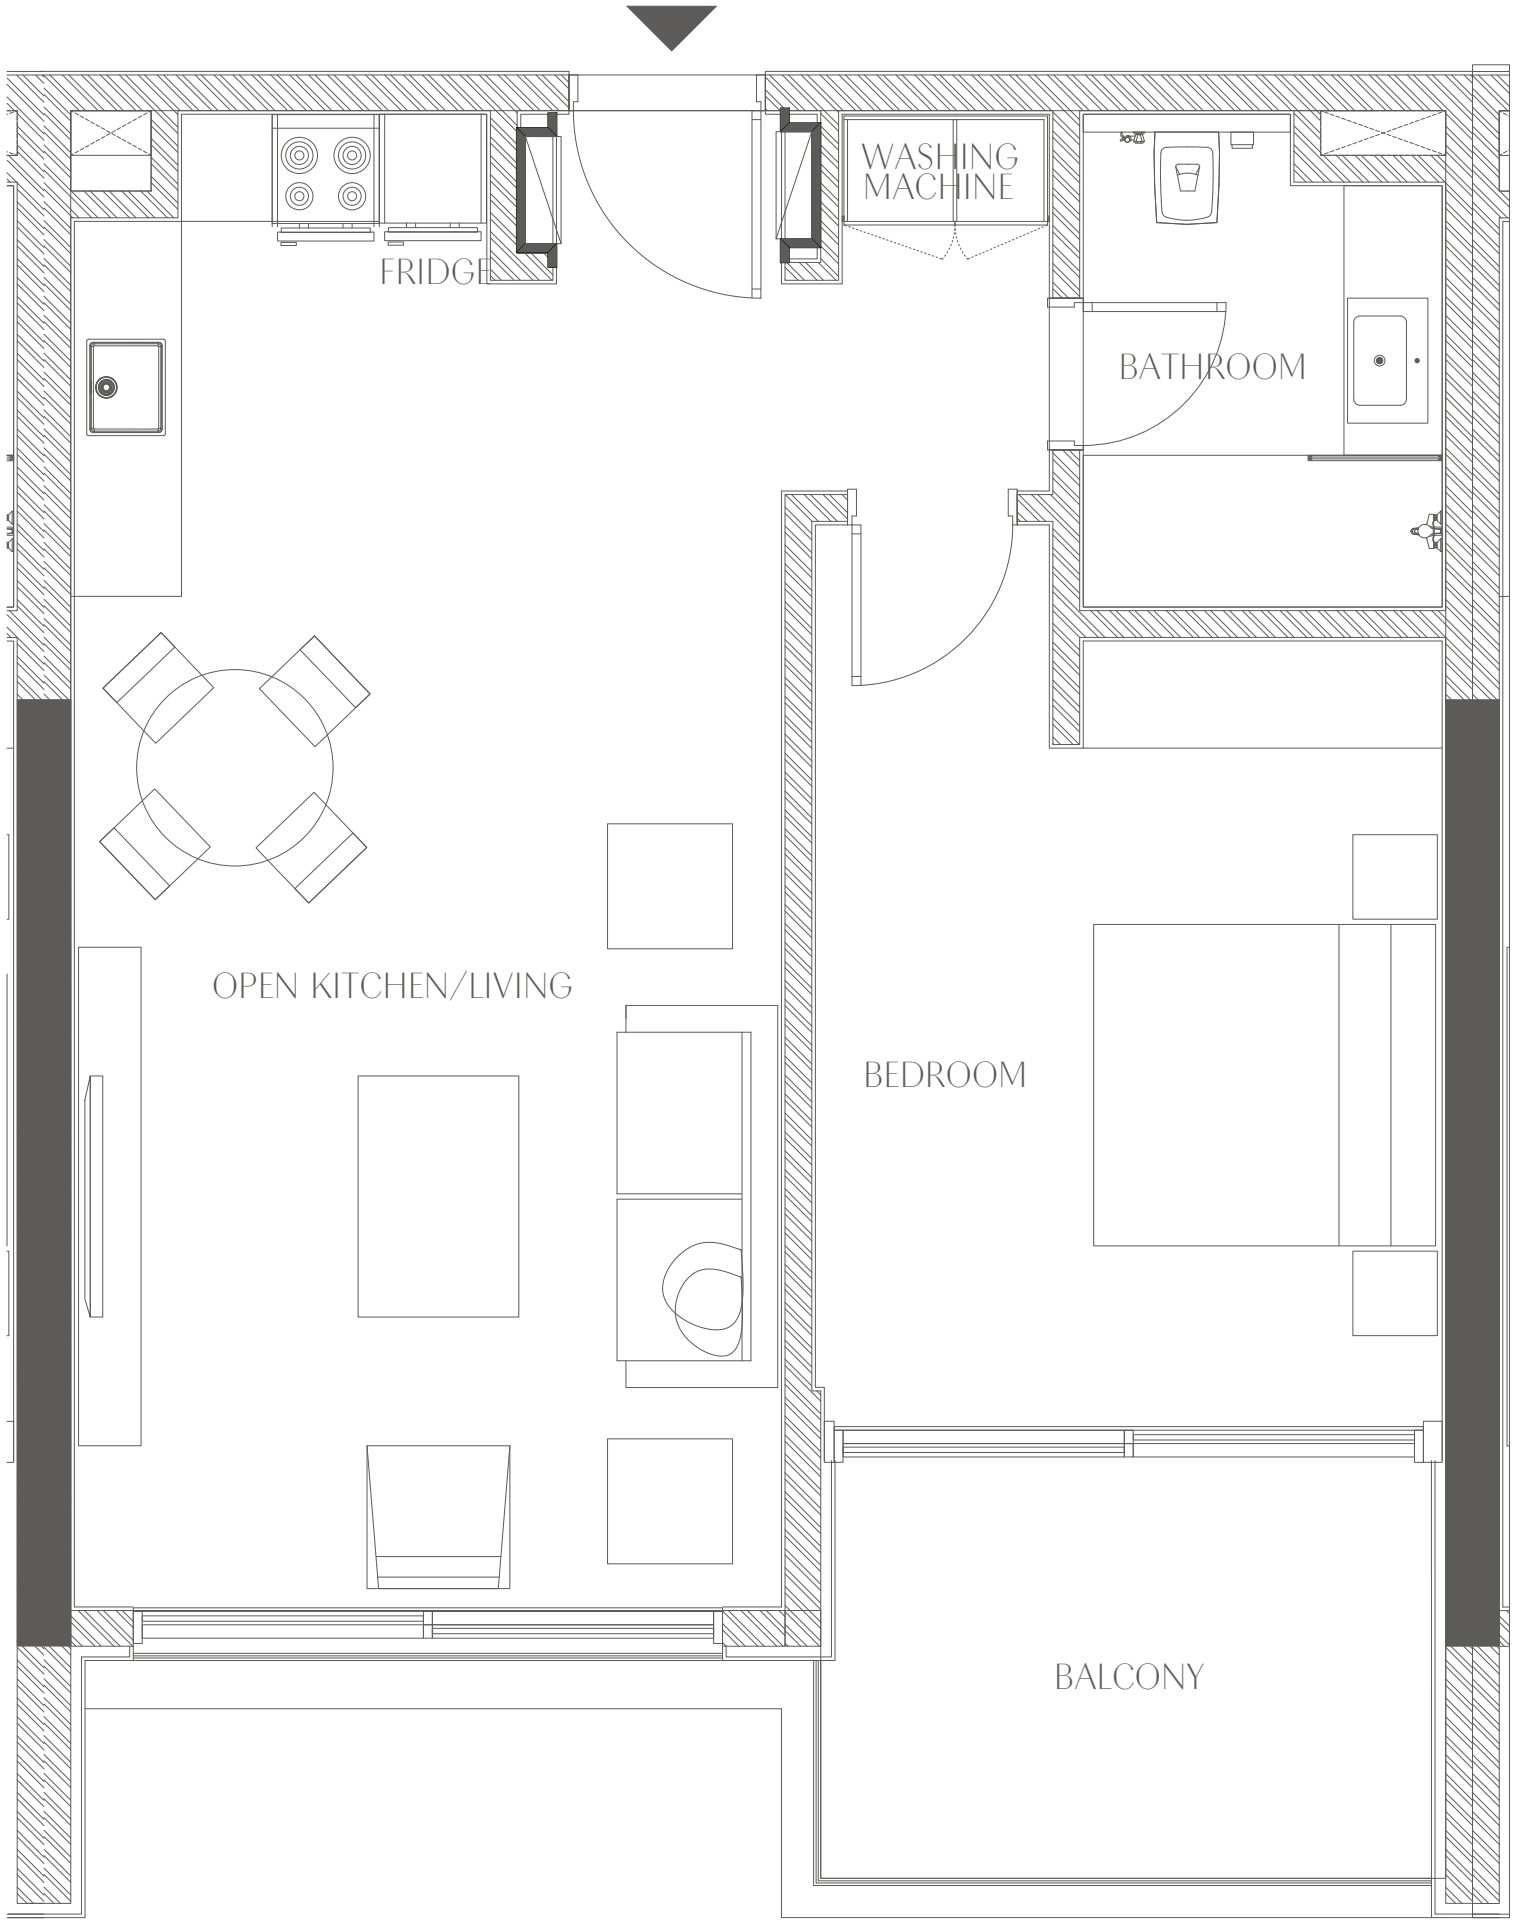 WASHING
MACHINE
FRIDGE
BATHROOM
OPEN KITCHEN/LIVING
BEDROOM
BALCONY